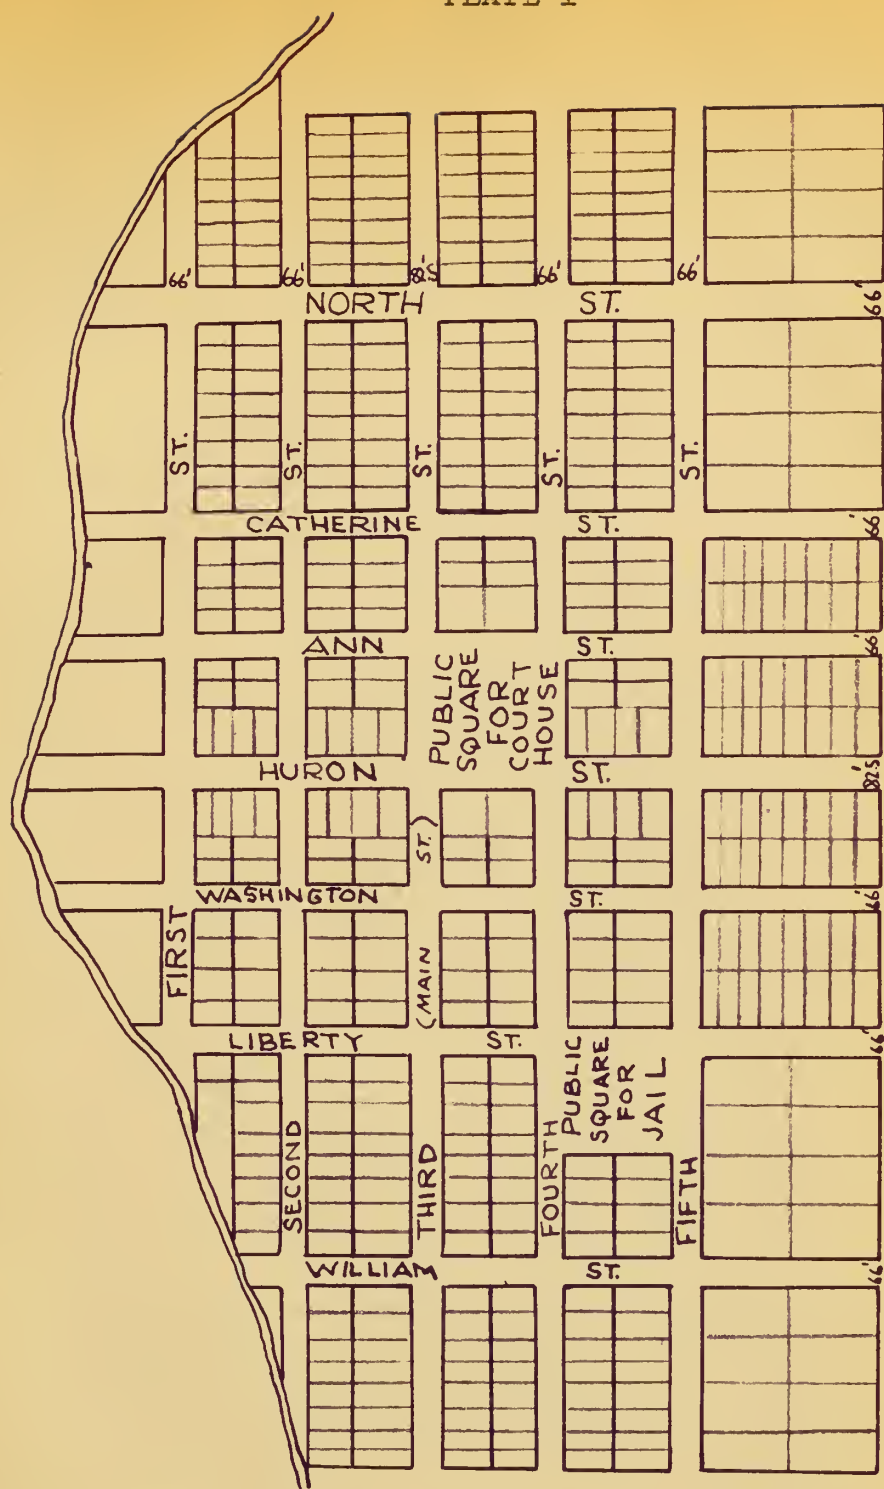 PLATE I
66' 66' 82'5 66' 66'
NORTH ST. 66'
ST. ST. ST. ST. ST.
CATHERINE ST. 66'
ANN ST. 66'
PUBLIC
SQUARE
FOR
COURT
HOUSE
HURON ST. 82'5
(MAIN ST.)
WASHINGTON ST. 66'
FIRST
LIBERTY ST. 66'
PUBLIC
SQUARE
FOR
JAIL
SECOND
THIRD
FOURTH
FIFTH
WILLIAM ST. 66'